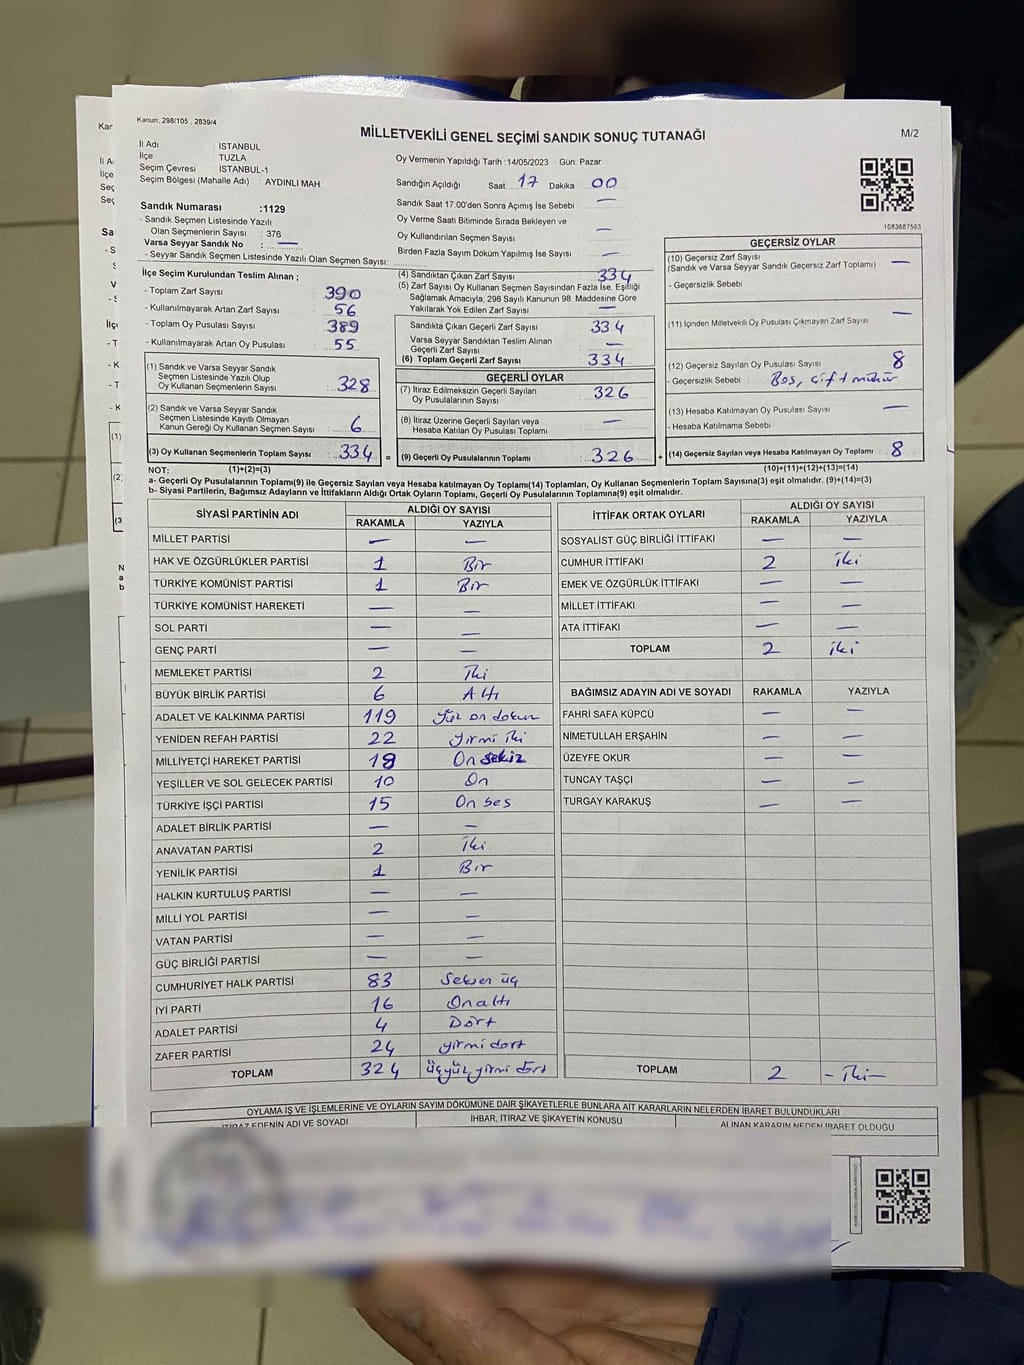 Kanun, 298/105 , 2839/4
MİLLETVEKİLİ GENEL SEÇİMİ SANDIK SONUÇ TUTANAĞI
M/2
İl Adı : İSTANBUL
İlçe : TUZLA
Seçim Çevresi : İSTANBUL-1
Seçim Bölgesi (Mahalle Adı) : AYDINLI MAH.
Oy Vermenin Yapıldığı Tarih :14/05/2023 Gün: Pazar
Sandığın Açıldığı Saat: 17 Dakika 00
Sandık Saat 17.00'den Sonra Açımış İse Sebebi : —
Oy Verme Saati Bitiminde Sırada Bekleyen ve
Oy Kullandırılan Seçmen Sayısı : —
Birden Fazla Sayım Döküm Yapılmış İse Sayısı : —
Sandık Numarası :1129
- Sandık Seçmen Listesinde Yazılı
Olan Seçmenlerin Sayısı : 376
Varsa Seyyar Sandık No : —
- Seyyar Sandık Seçmen Listesinde Yazılı Olan Seçmen Sayısı:
İlçe Seçim Kurulundan Teslim Alınan ;
- Toplam Zarf Sayısı : 390
- Kullanılmayarak Artan Zarf Sayısı : 56
- Toplam Oy Pusulası Sayısı : 389
- Kullanılmayarak Artan Oy Pusulası : 55
(1) Sandık ve Varsa Seyyar Sandık
Seçmen Listesinde Yazılı Olup
Oy Kullanan Seçmenlerin Sayısı : 328
(2) Sandık ve Varsa Seyyar Sandık
Seçmen Listesinde Kayıtlı Olmayan
Kanun Gereği Oy Kullanan Seçmen Sayısı : 6
(3) Oy Kullanan Seçmenlerin Toplam Sayısı : 334 =
(4) Sandıktan Çıkan Zarf Sayısı : 334
(5) Zarf Sayısı Oy Kullanan Seçmen Sayısından Fazla İse, Eşitliği
Sağlamak Amacıyla; 298 Sayılı Kanunun 98. Maddesine Göre
Yakılarak Yok Edilen Zarf Sayısı : —
Sandıkta Çıkan Geçerli Zarf Sayısı : 334
Varsa Seyyar Sandıktan Teslim Alınan
Geçerli Zarf Sayısı : —
(6) Toplam Geçerli Zarf Sayısı : 334
GEÇERLİ OYLAR
(7) İtiraz Edilmeksizin Geçerli Sayılan
Oy Pusulalarının Sayısı : 326
(8) İtiraz Üzerine Geçerli Sayılan veya
Hesaba Katılan Oy Pusulası Toplamı : —
(9) Geçerli Oy Pusulalarının Toplamı : 326 +
1083687563
GEÇERSİZ OYLAR
(10) Geçersiz Zarf Sayısı
(Sandık ve Varsa Seyyar Sandık Geçersiz Zarf Toplamı) : —
- Geçersizlik Sebebi :
(11) İçinden Milletvekili Oy Pusulası Çıkmayan Zarf Sayısı : —
(12) Geçersiz Sayılan Oy Pusulası Sayısı : 8
- Geçersizlik Sebebi : Boş, çift mühür
(13) Hesaba Katılmayan Oy Pusulası Sayısı : —
- Hesaba Katılmama Sebebi :
(14) Geçersiz Sayılan veya Hesaba Katılmayan Oy Toplamı : 8
NOT: (1)+(2)=(3) (10)+(11)+(12)+(13)=(14)
a- Geçerli Oy Pusulalarının Toplamı(9) ile Geçersiz Sayılan veya Hesaba Katılmayan Oy Toplamı(14) Toplamları, Oy Kullanan Seçmenlerin Toplam Sayısına(3) eşit olmalıdır. (9)+(14)=(3)
b- Siyasi Partilerin, Bağımsız Adayların ve İttifakların Aldığı Ortak Oyların Toplamı, Geçerli Oy Pusulalarının Toplamına(9) eşit olmalıdır.
SİYASİ PARTİNİN ADI ALDIĞI OY SAYISI
RAKAMLA YAZIYLA
MİLLET PARTİSİ — —
HAK VE ÖZGÜRLÜKLER PARTİSİ 1 Bir
TÜRKİYE KOMÜNİST PARTİSİ 1 Bir
TÜRKİYE KOMÜNİST HAREKETİ — —
SOL PARTİ — —
GENÇ PARTİ — —
MEMLEKET PARTİSİ 2 İki
BÜYÜK BİRLİK PARTİSİ 6 Altı
ADALET VE KALKINMA PARTİSİ 119 Yüz on dokuz
YENİDEN REFAH PARTİSİ 22 yirmi iki
MİLLİYETÇİ HAREKET PARTİSİ 18 On sekiz
YEŞİLLER VE SOL GELECEK PARTİSİ 10 On
TÜRKİYE İŞÇİ PARTİSİ 15 On beş
ADALET BİRLİK PARTİSİ — —
ANAVATAN PARTİSİ 2 İki
YENİLİK PARTİSİ 1 Bir
HALKIN KURTULUŞ PARTİSİ — —
MİLLİ YOL PARTİSİ — —
VATAN PARTİSİ — —
GÜÇ BİRLİĞİ PARTİSİ — —
CUMHURİYET HALK PARTİSİ 83 Seksen üç
İYİ PARTİ 16 On altı
ADALET PARTİSİ 4 Dört
ZAFER PARTİSİ 24 yirmi dört
TOPLAM 324 üçyüz yirmi dört
İTTİFAK ORTAK OYLARI ALDIĞI OY SAYISI
RAKAMLA YAZIYLA
SOSYALİST GÜÇ BİRLİĞİ İTTİFAKI — —
CUMHUR İTTİFAKI 2 iki
EMEK VE ÖZGÜRLÜK İTTİFAKI — —
MİLLET İTTİFAKI — —
ATA İTTİFAKI — —
TOPLAM 2 iki
BAĞIMSIZ ADAYIN ADI VE SOYADI RAKAMLA YAZIYLA
FAHRİ SAFA KÜPCÜ — —
NİMETULLAH ERŞAHİN — —
ÜZEYFE OKUR — —
TUNCAY TAŞÇI — —
TURGAY KARAKUŞ — —
TOPLAM 2 - İki -
OYLAMA İŞ VE İŞLEMLERİNE VE OYLARIN SAYIM DÖKÜMÜNE DAİR ŞİKAYETLERLE BUNLARA AİT KARARLARIN NELERDEN İBARET BULUNDUKLARI
İTİRAZ EDENİN ADI VE SOYADI İHBAR, İTİRAZ VE ŞİKAYETİN KONUSU ALINAN KARARIN NEDEN İBARET OLDUĞU